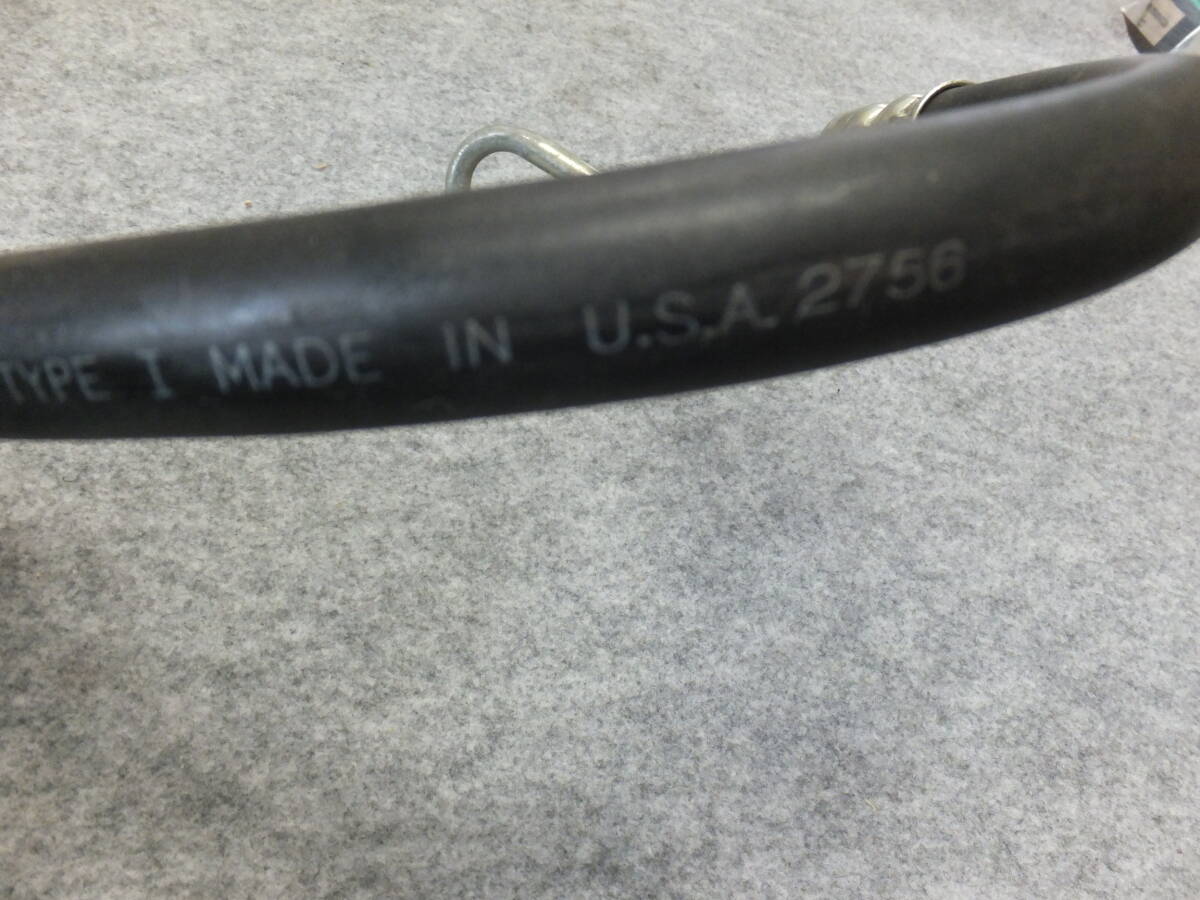 TYPE I MADE IN U.S.A. 2756